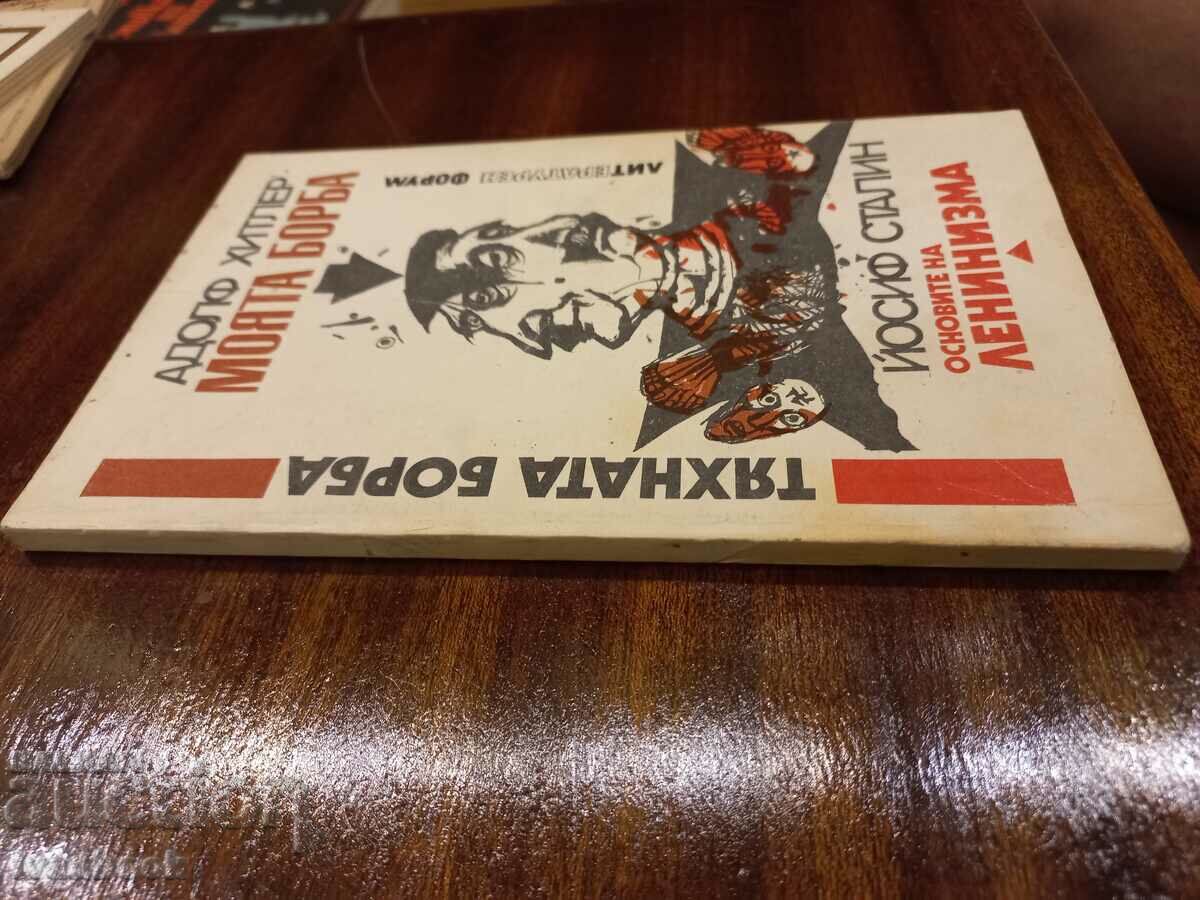 АДОЛФ ХИТЛЕР
МОЯТА БОРБА
ЛИТЕРАТУРЕН ФОРУМ
ЙОСИФ СТАЛИН
ОСНОВИТЕ НА
ЛЕНИНИЗМА
ТЯХНАТА БОРБА